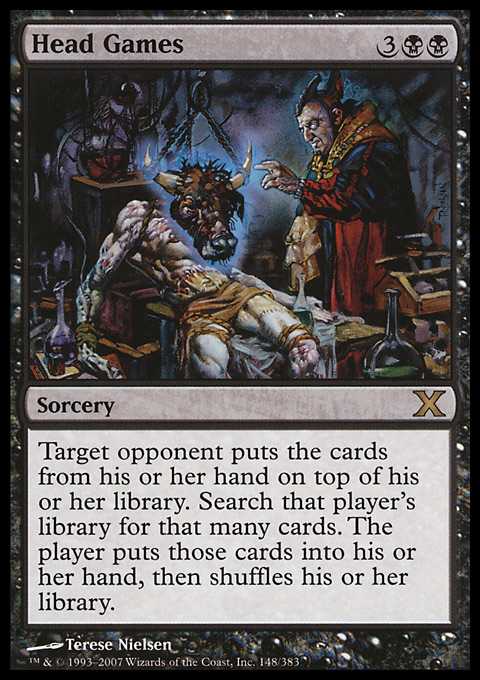 Head Games 3
Sorcery X
Target opponent puts the cards
from his or her hand on top of his
or her library. Search that player's
library for that many cards. The
player puts those cards into his or
her hand, then shuffles his or her
library.
Terese Nielsen
™ & © 1993–2007 Wizards of the Coast, Inc. 148/383